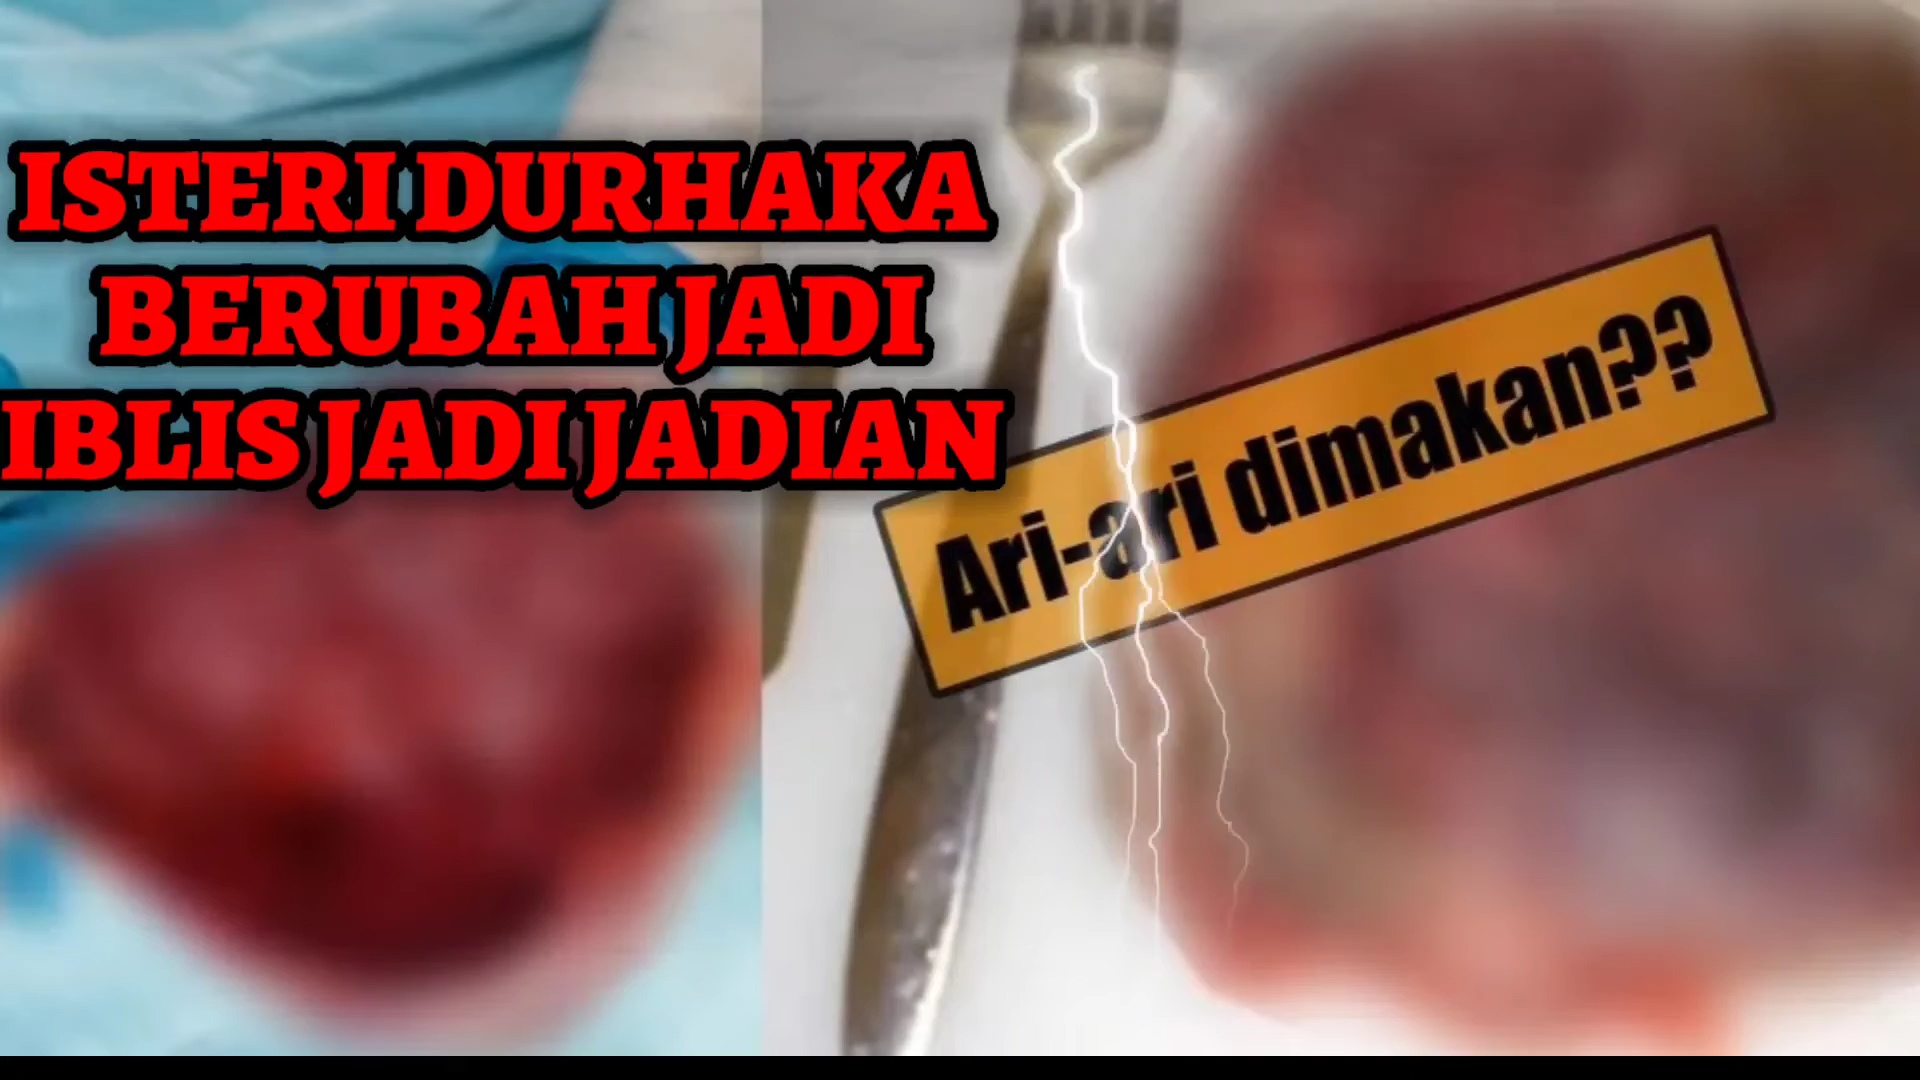 ISTERI DURHAKA
BERUBAH JADI
IBLIS JADI JADIAN
Ari-ari dimakan??